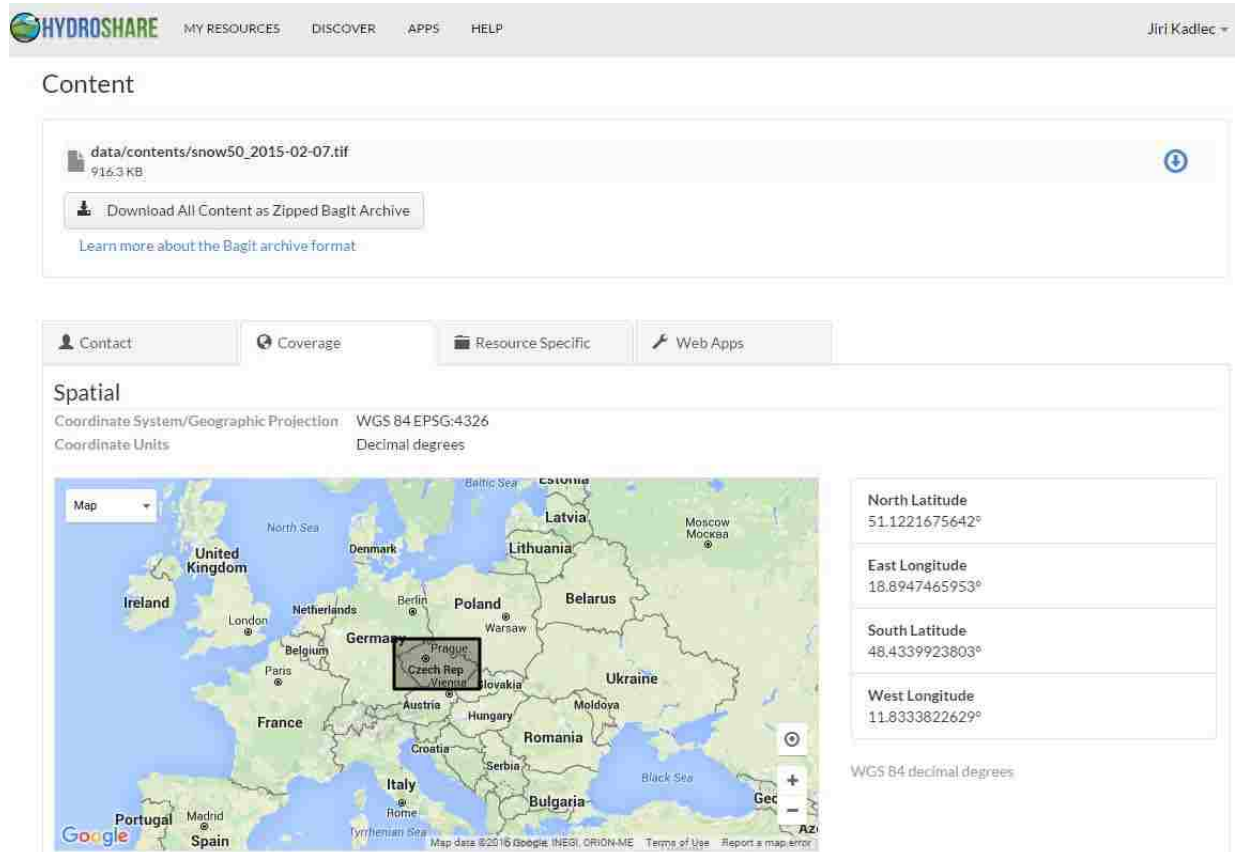 HYDROSHARE MY RESOURCES DISCOVER APPS HELP Jiri Kadlec
Content
data/contents/snow50_2015-02-07.tif
916.3 KB
Download All Content as Zipped BagIt Archive
Learn more about the Bagit archive format
Contact Coverage Resource Specific Web Apps
Spatial
Coordinate System/Geographic Projection WGS 84 EPSG:4326
Coordinate Units Decimal degrees
Map
Baltic Sea
Estonia
Latvia
Moscow
Москва
North Sea
Denmark
Lithuania
United
Kingdom
Ireland
Berlin
Poland
Belarus
Netherlands
London
Warsaw
Germany
Belgium
Prague
Paris
Czech Rep
Vienna
Slovakia
Ukraine
Austria
Moldova
France
Hungary
Romania
Croatia
Serbia
Black Sea
Italy
Bulgaria
Geo
Rome
Portugal
Madrid
Spain
Tyrrhenian Sea
Az
Google
Map data ©2016 Google, INEGI, ORION-ME Terms of Use Report a map error
North Latitude
51.1221675642º
East Longitude
18.8947465953º
South Latitude
48.4339923803º
West Longitude
11.8333822629º
WGS 84 decimal degrees